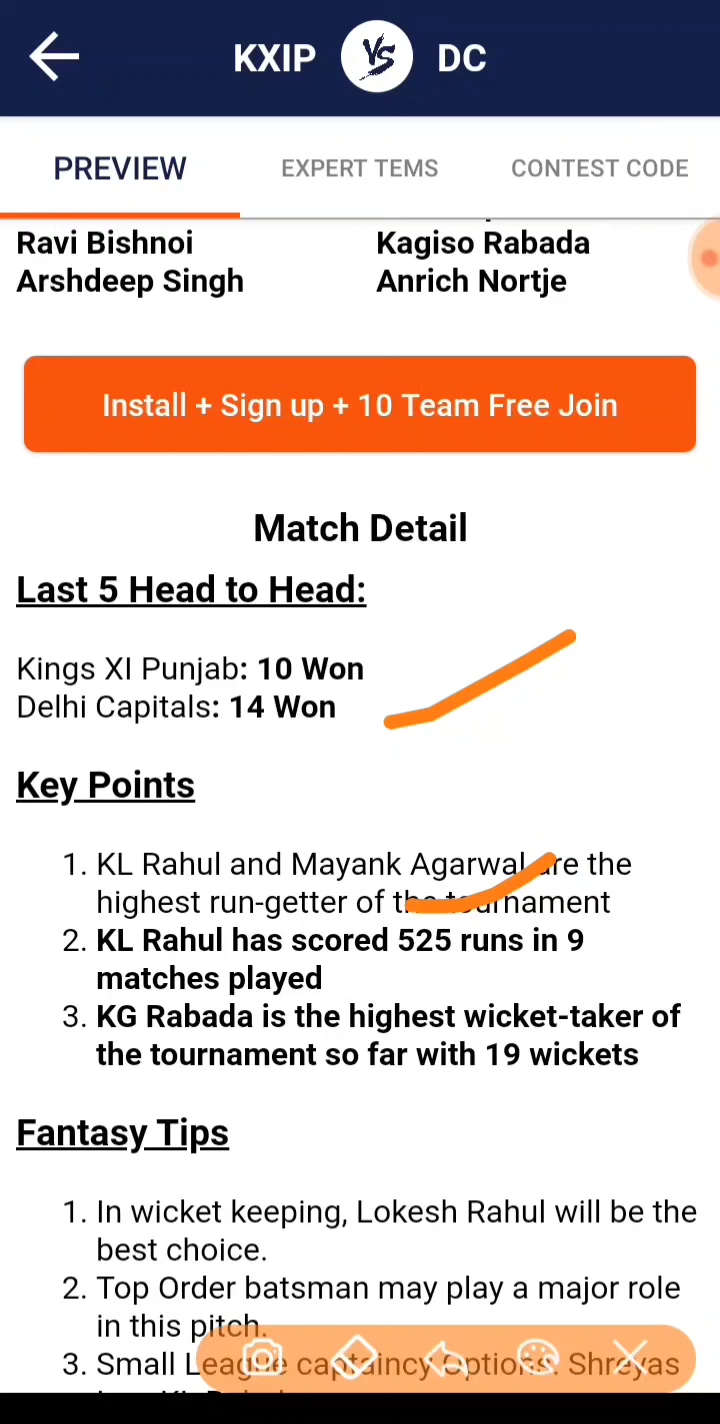 KXIP VS DC
PREVIEW EXPERT TEMS CONTEST CODE
Ravi Bishnoi Kagiso Rabada
Arshdeep Singh Anrich Nortje
Install + Sign up + 10 Team Free Join
Match Detail
Last 5 Head to Head:
Kings XI Punjab: 10 Won
Delhi Capitals: 14 Won
Key Points
1. KL Rahul and Mayank Agarwal are the
highest run-getter of the tournament
2. KL Rahul has scored 525 runs in 9
matches played
3. KG Rabada is the highest wicket-taker of
the tournament so far with 19 wickets
Fantasy Tips
1. In wicket keeping, Lokesh Rahul will be the
best choice.
2. Top Order batsman may play a major role
in this pitch.
3. Small League captaincy Options: Shreyas